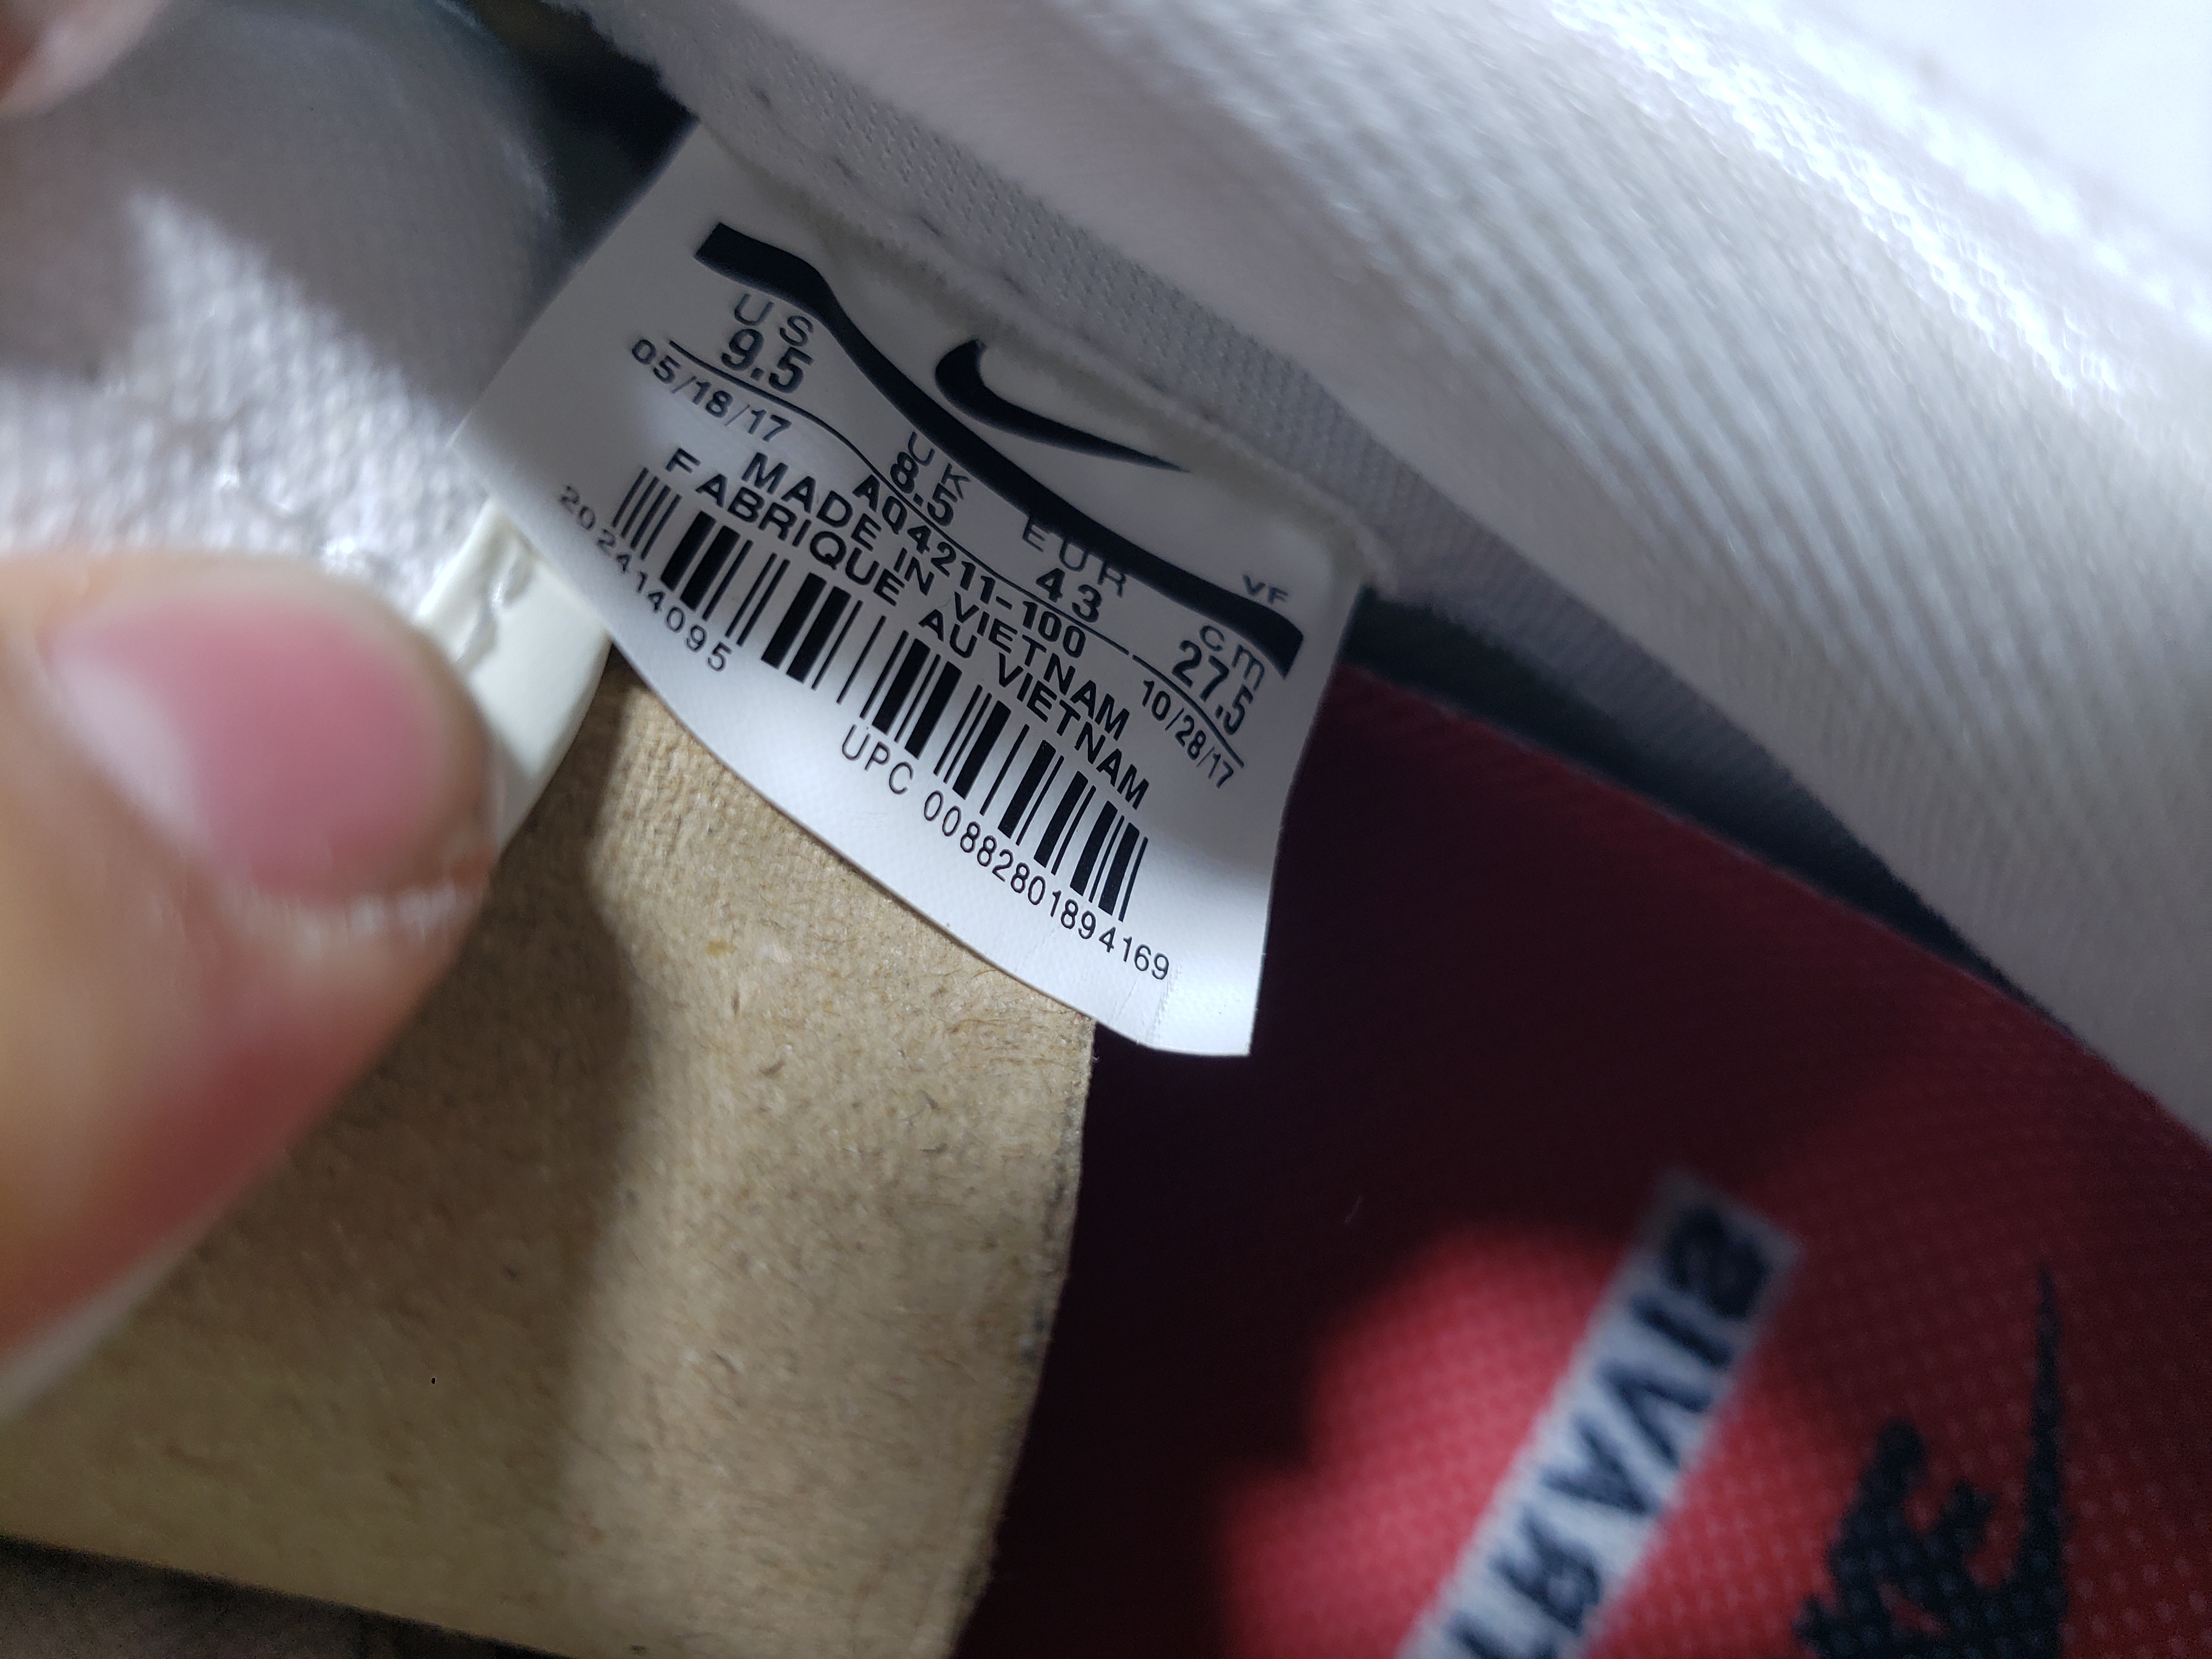 VF
US UK EUR cm
9.5 8.5 43 27.5
05/18/17 AQ4211-100 10/28/17
MADE IN VIETNAM
FABRIQUE AU VIETNAM
202414095
UPC 00882801894169